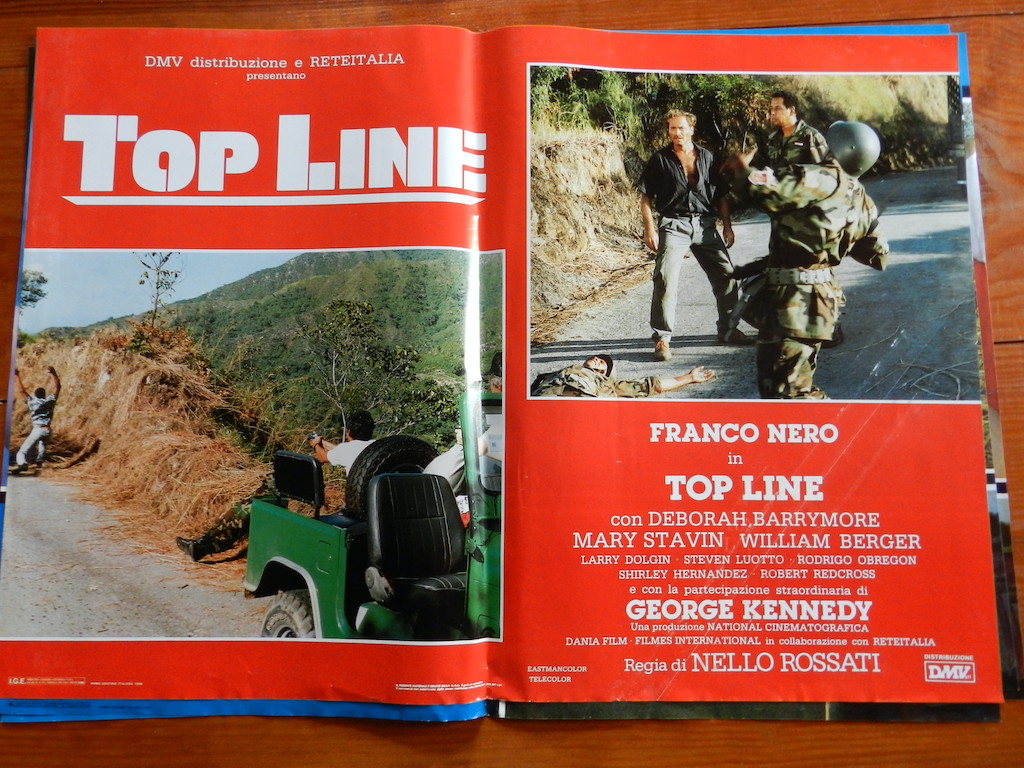 DMV distribuzione e RETEITALIA
presentano
TOP LINE
FRANCO NERO
in
TOP LINE
con DEBORAH BARRYMORE
MARY STAVIN WILLIAM BERGER
LARRY DOLGIN · STEVEN LUOTTO · RODRIGO OBREGON
SHIRLEY HERNANDEZ · ROBERT REDCROSS
e con la partecipazione straordinaria di
GEORGE KENNEDY
Una produzione NATIONAL CINEMATOGRAFICA
DANIA FILM · FILMES INTERNATIONAL in collaborazione con RETEITALIA
Regia di NELLO ROSSATI
EASTMANCOLOR
TELECOLOR
DISTRIBUZIONE
DMV
I.G.E.